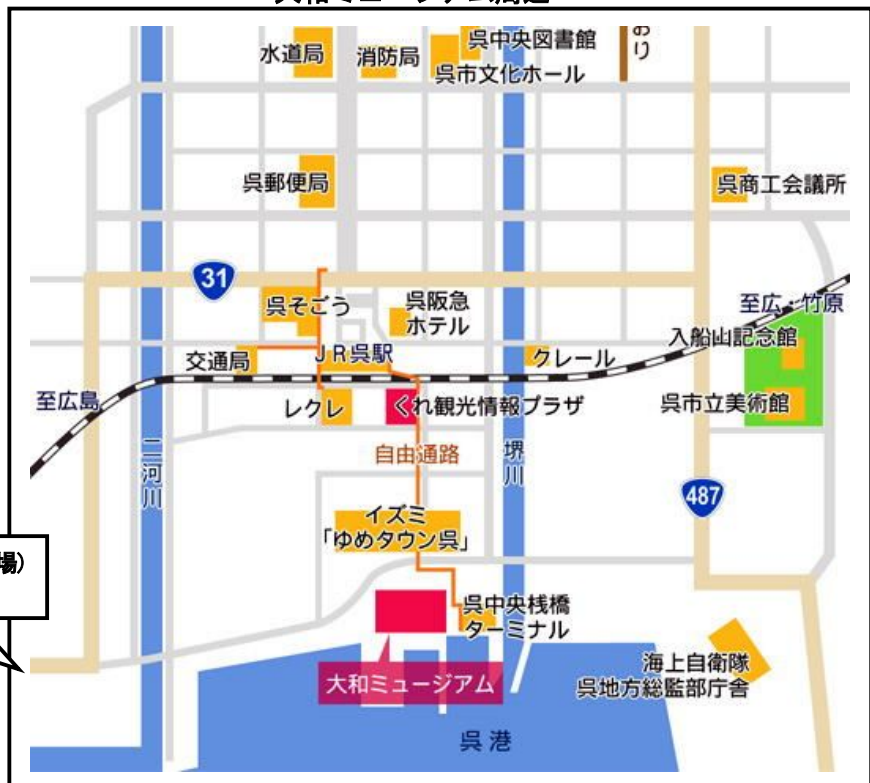 呉中央図書館
おり
水道局
消防局
呉市文化ホール
呉郵便局
呉商工会議所
31
呉そごう
呉阪急
ホテル
至広・竹原
入船山記念館
交通局
JR呉駅
クレール
至広島
レクレ
くれ観光情報プラザ
呉市立美術館
自由通路
二河川
堺川
487
イズミ
「ゆめタウン呉」
場)
呉中央桟橋
ターミナル
大和ミュージアム
海上自衛隊
呉地方総監部庁舎
呉港